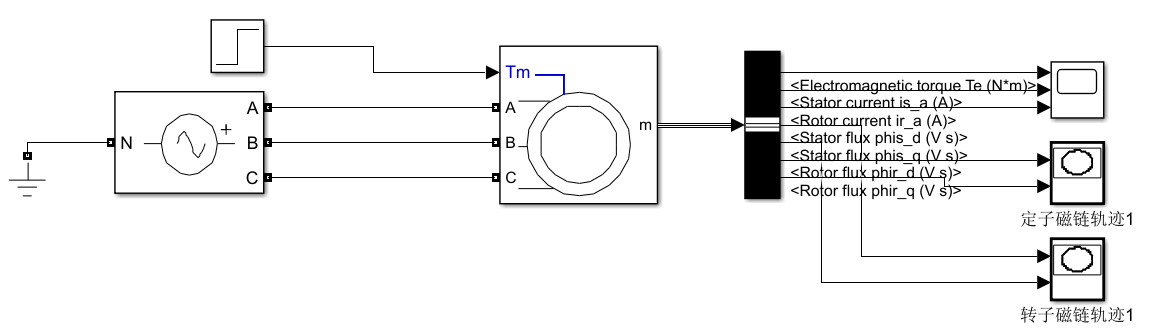 Tm
A
A
<Electromagnetic torque Te (N*m)>
<Stator current is_a (A)>
<Rotor current ir_a (A)>
m
N
+
B
B
<Stator flux phis_d (V s)>
<Stator flux phis_q (V s)>
C
C
<Rotor flux phir_d (V s)>
<Rotor flux phir_q (V s)>
定子磁链轨迹1
转子磁链轨迹1